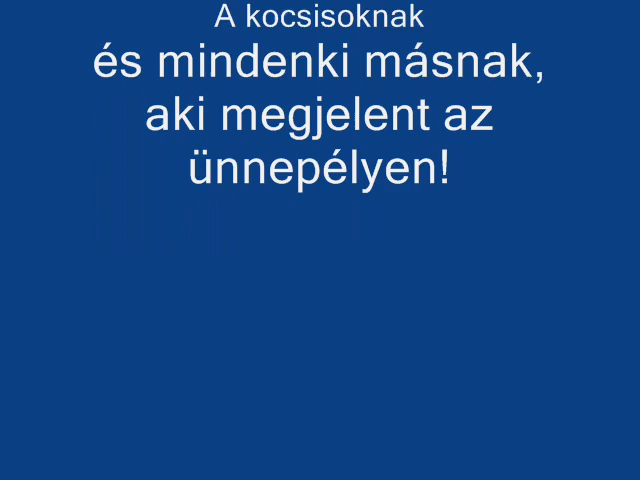 A kocsisoknak
és mindenki másnak,
aki megjelent az
ünnepélyen!